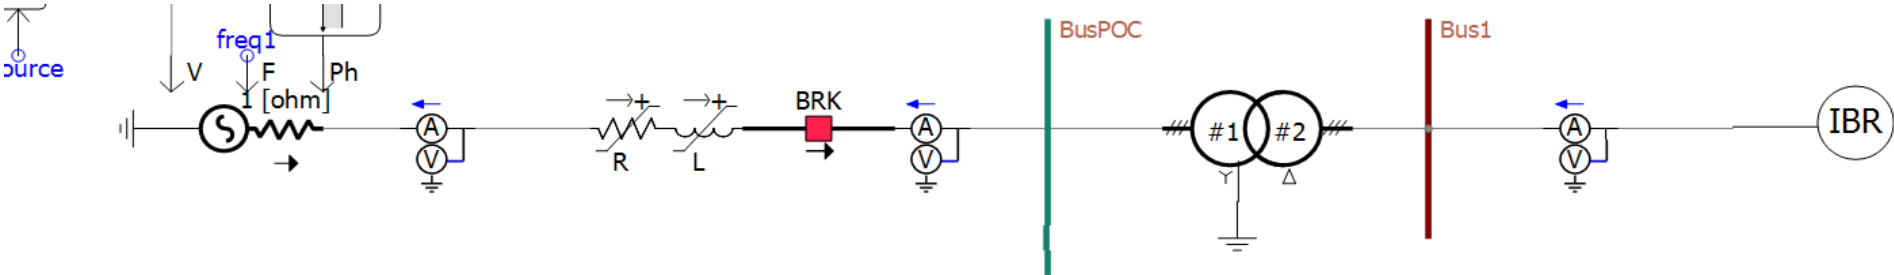 ource
freq1
V
F
Ph
1 [ohm]
A
V
+
R
+
L
BRK
A
V
BusPOC
#1
#2
Y
Δ
Bus1
A
V
IBR